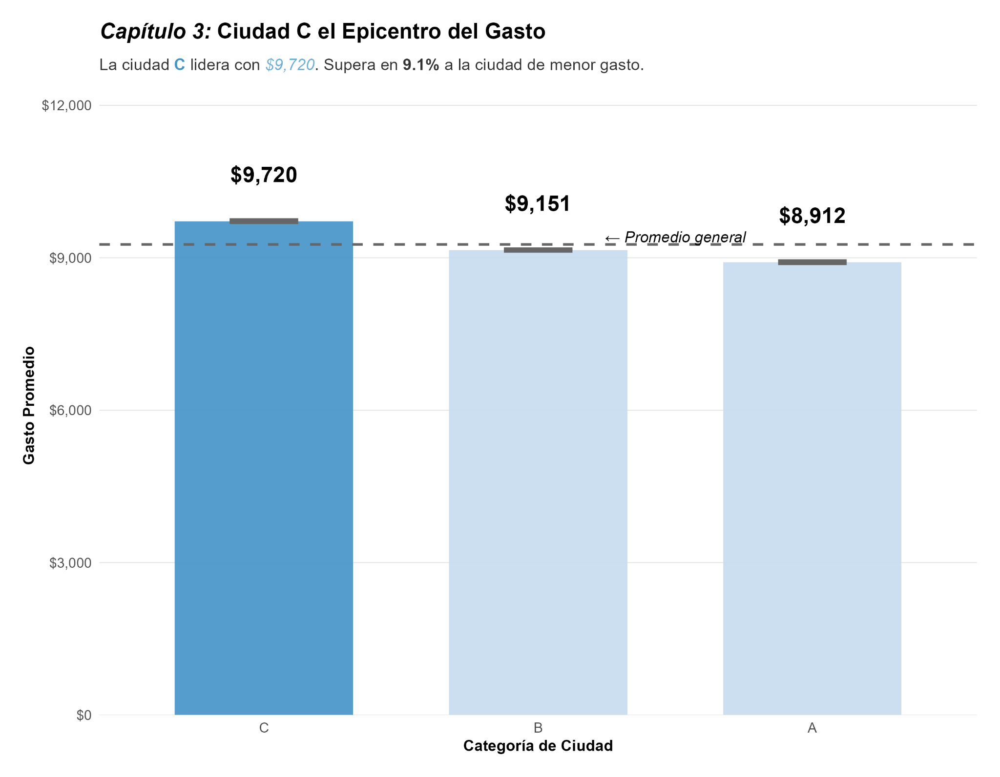 Capítulo 3: Ciudad C el Epicentro del Gasto
La ciudad C lidera con $9,720. Supera en 9.1% a la ciudad de menor gasto.
$12,000
$9,720
$9,151
$8,912
← Promedio general
$9,000
$6,000
$3,000
$0
Gasto Promedio
C
B
A
Categoría de Ciudad